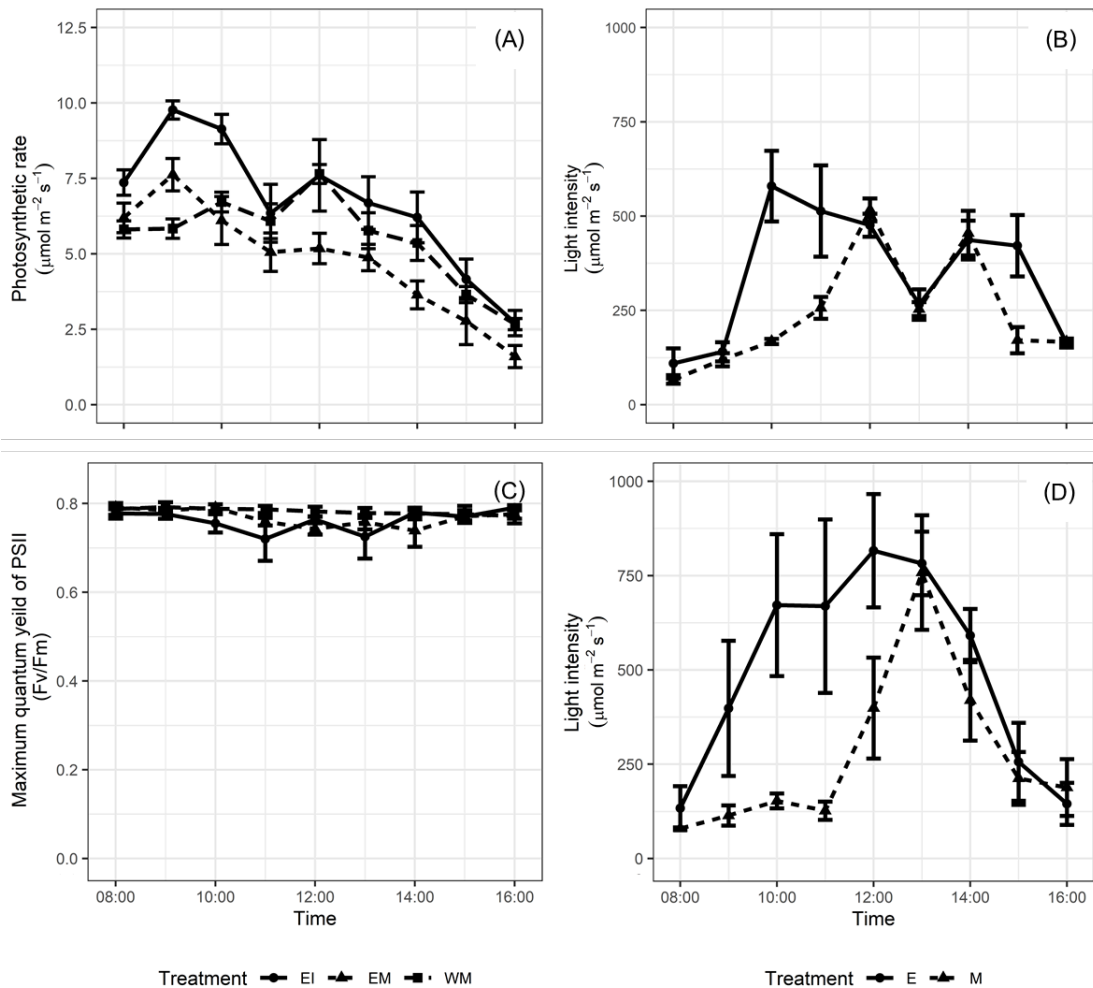 (A)
12.5
10.0
7.5
5.0
2.5
0.0
Photosynthetic rate
(μmol m⁻² s⁻¹)
(B)
1000
750
500
250
0
Light intensity
(μmol m⁻² s⁻¹)
(C)
0.8
0.6
0.4
0.2
0.0
Maximum quantum yeild of PSII
(Fv/Fm)
08:00 10:00 12:00 14:00 16:00
Time
(D)
1000
750
500
250
0
Light intensity
(μmol m⁻² s⁻¹)
08:00 10:00 12:00 14:00 16:00
Time
Treatment EI EM WM
Treatment E M